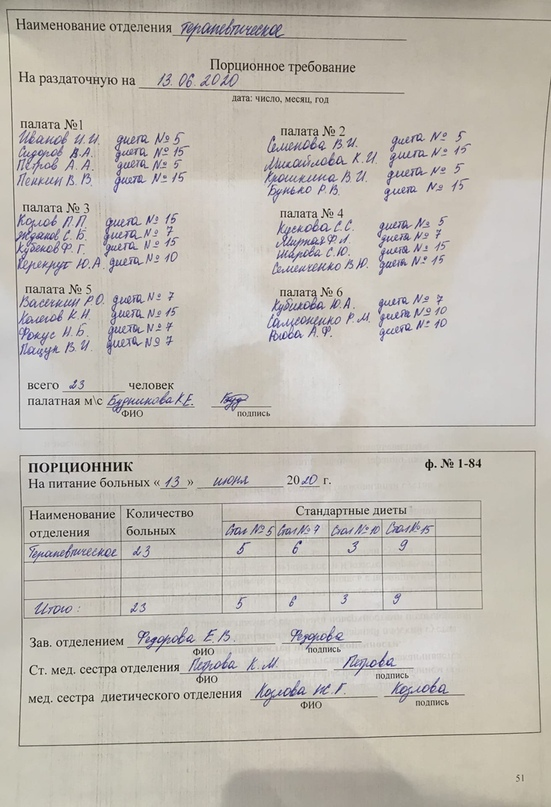 Наименование отделения терапевтическое
Порционное требование
На раздаточную на 13.06.2020
дата: число, месяц, год
палата №1
Иванов И.И. диета № 5
Сидоров В.А. диета № 15
Петров А.А. диета № 5
Пенкин В.В. диета № 15
палата № 2
Семенова В.И. диета № 5
Михайлова К.И. диета № 15
Крошкина В.И. диета № 5
Бунько Р.В. диета № 15
палата № 3
Козлов П.П. диета № 15
Жданов С.Б. диета № 7
Кубеков Ф.Г. диета № 15
Керекрут Ю.А. диета № 10
палата № 4
Кускова С.С. диета № 5
Мирная Ф.Л. диета № 7
Шарова С.Ю. диета № 15
Семенченко В.Ю. диета № 15
палата № 5
Васечкин Р.О. диета № 7
Калегов К.Н. диета № 15
Фокус Н.Б. диета № 7
Пацук В.И. диета № 7
палата № 6
Кубикова Ю.А. диета № 7
Самсоненко Р.М. диета № 10
Юлова А.Ф. диета № 10
всего 23 человек
палатная м\с Будникова К.Е.
ФИО подпись
ПОРЦИОННИК ф. № 1-84
На питание больных « 13 » июня 2020 г.
Наименование отделения Количество больных Стандартные диеты
Стол № 5 Стол № 7 Стол № 10 Стол № 15
Терапевтическое 23 5 6 3 9
Итого: 23 5 6 3 9
Зав. отделением Федорова Е.В. Федорова
ФИО подпись
Ст. мед. сестра отделения Петрова К.М. Петрова
ФИО подпись
мед. сестра диетического отделения Козлова Ж.Г. Козлова
ФИО подпись
51